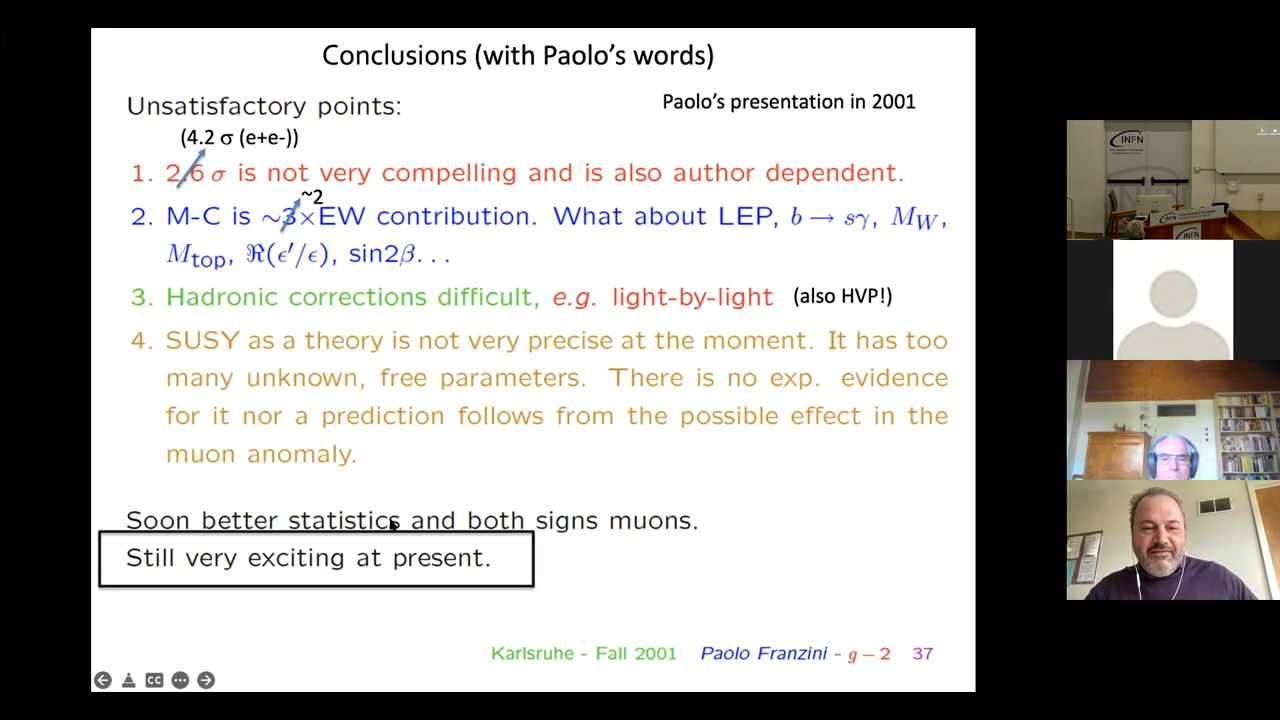 Conclusions (with Paolo's words)
Unsatisfactory points:
Paolo's presentation in 2001
(4.2 σ (e+e-))
1. 2.6 σ is not very compelling and is also author dependent.
~2
2. M-C is ∼3×EW contribution. What about LEP, b → sγ, M_W,
M_top, ℜ(ϵ′/ϵ), sin2β...
3. Hadronic corrections difficult, e.g. light-by-light (also HVP!)
4. SUSY as a theory is not very precise at the moment. It has too
many unknown, free parameters. There is no exp. evidence
for it nor a prediction follows from the possible effect in the
muon anomaly.
Soon better statistics and both signs muons.
Still very exciting at present.
Karlsruhe - Fall 2001 Paolo Franzini - g − 2 37
CC
INFN
INFN